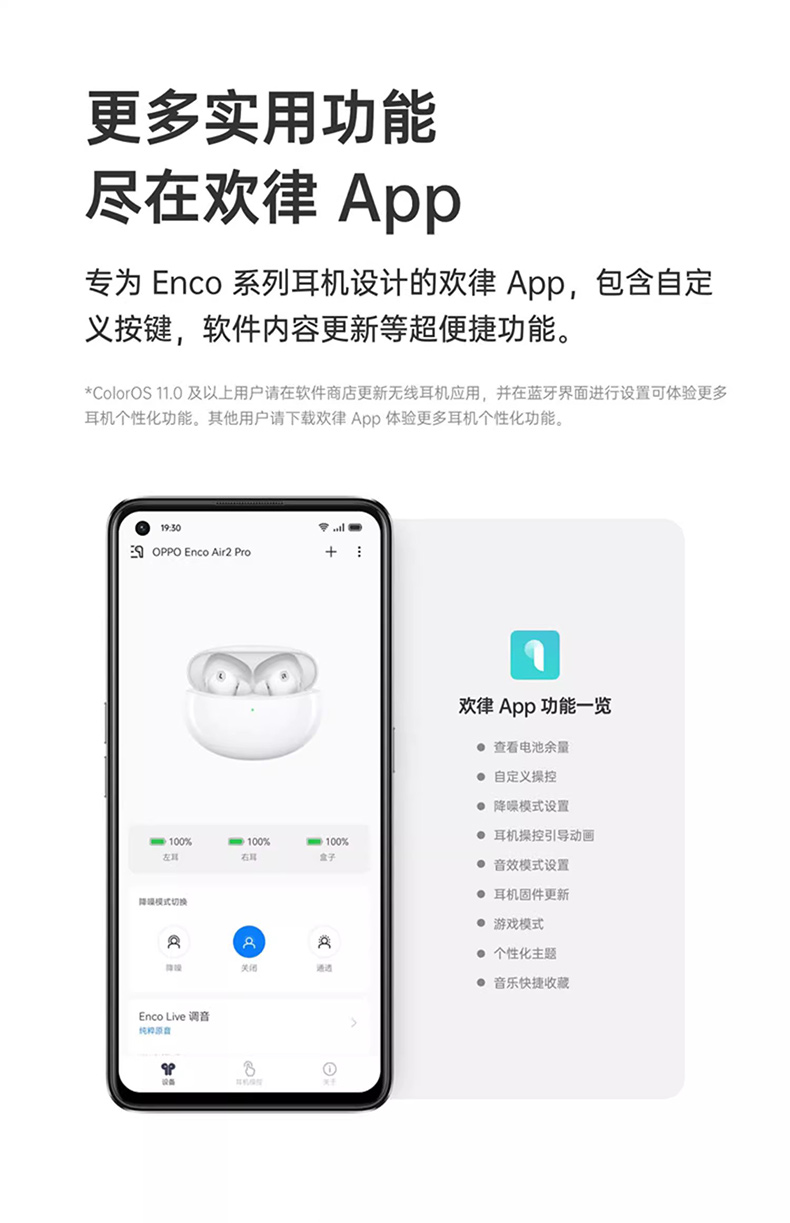 更多实用功能
尽在欢律 App
专为 Enco 系列耳机设计的欢律 App，包含自定
义按键，软件内容更新等超便捷功能。
*ColorOS 11.0 及以上用户请在软件商店更新无线耳机应用，并在蓝牙界面进行设置可体验更多
耳机个性化功能。其他用户请下载欢律 App 体验更多耳机个性化功能。
19:30
OPPO Enco Air2 Pro
100% 100% 100%
左耳 右耳 盒子
降噪模式切换
降噪 关闭 通透
Enco Live 调音
纯粹原音
设备 耳机操控 关于
欢律 App 功能一览
查看电池余量
自定义操控
降噪模式设置
耳机操控引导动画
音效模式设置
耳机固件更新
游戏模式
个性化主题
音乐快捷收藏